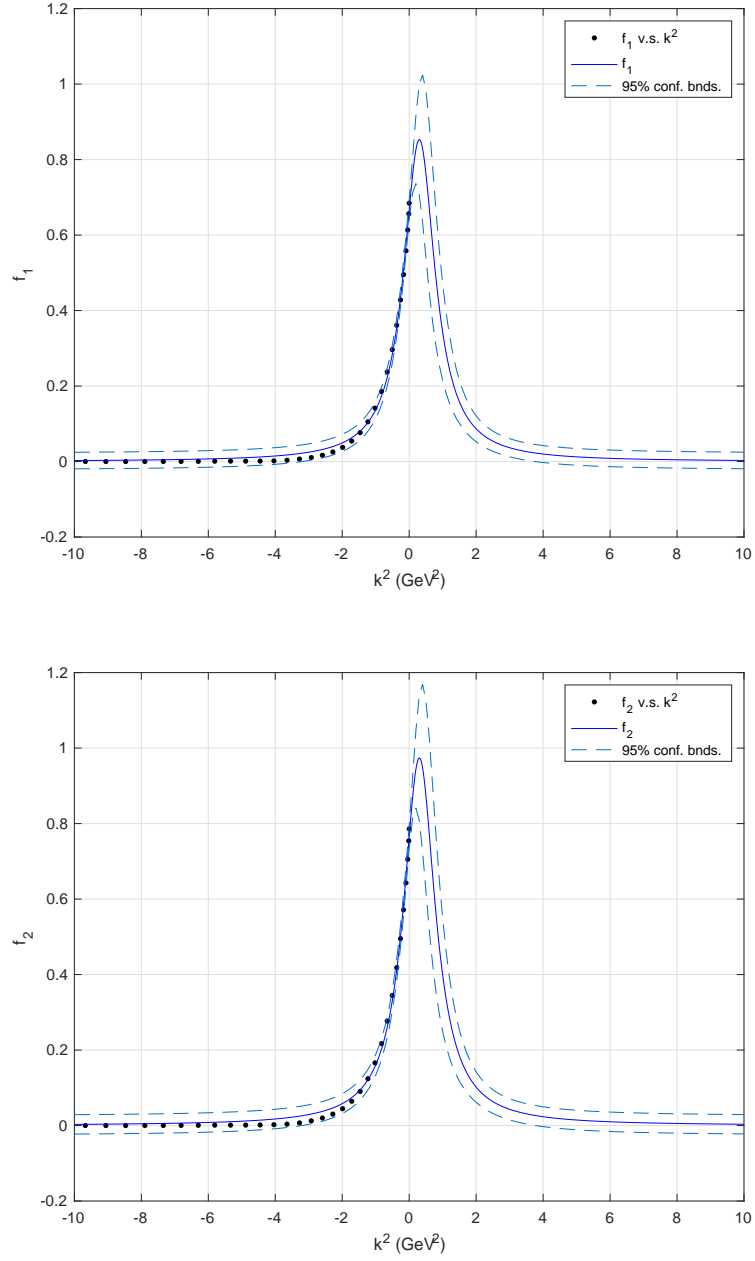 1.2
1
0.8
0.6
0.4
0.2
0
-0.2
f₁
f₁ v.s. k²
f₁
95% conf. bnds.
-10 -8 -6 -4 -2 0 2 4 6 8 10
k² (GeV²)
1.2
1
0.8
0.6
0.4
0.2
0
-0.2
f₂
f₂ v.s. k²
f₂
95% conf. bnds.
-10 -8 -6 -4 -2 0 2 4 6 8 10
k² (GeV²)